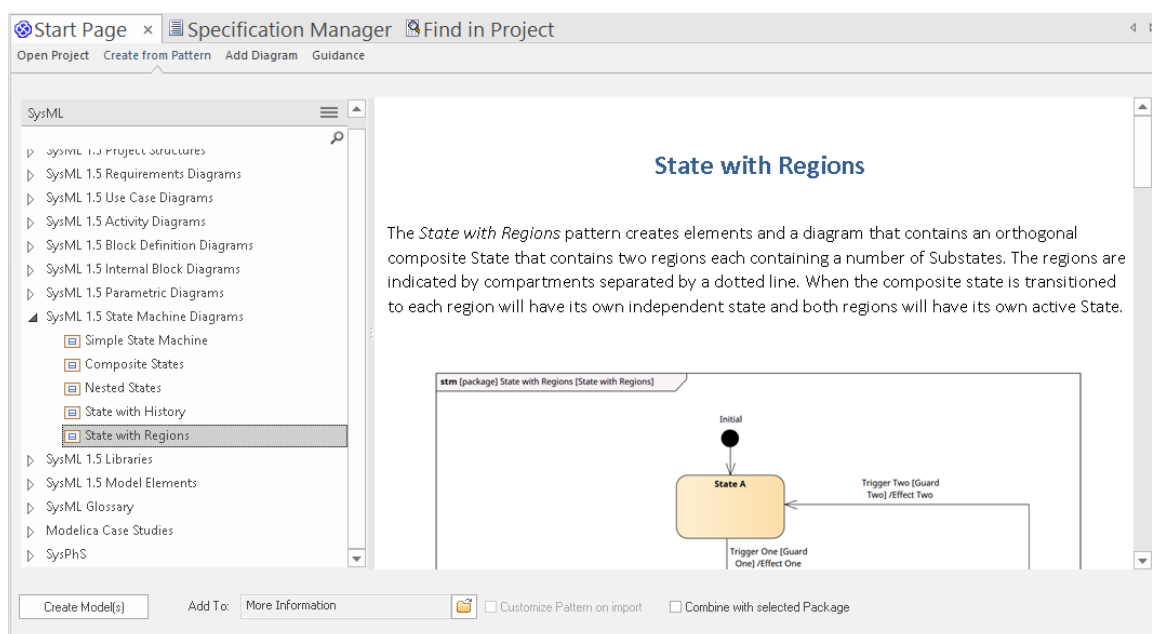 Start Page × Specification Manager Find in Project
Open Project Create from Pattern Add Diagram Guidance
SysML
SysML 1.5 Project Structures
SysML 1.5 Requirements Diagrams
SysML 1.5 Use Case Diagrams
SysML 1.5 Activity Diagrams
SysML 1.5 Block Definition Diagrams
SysML 1.5 Internal Block Diagrams
SysML 1.5 Parametric Diagrams
SysML 1.5 State Machine Diagrams
Simple State Machine
Composite States
Nested States
State with History
State with Regions
SysML 1.5 Libraries
SysML 1.5 Model Elements
SysML Glossary
Modelica Case Studies
SysPhS
State with Regions
The State with Regions pattern creates elements and a diagram that contains an orthogonal
composite State that contains two regions each containing a number of Substates. The regions are
indicated by compartments separated by a dotted line. When the composite state is transitioned
to each region will have its own independent state and both regions will have its own active State.
stm [package] State with Regions [State with Regions]
Initial
State A
Trigger Two [Guard
Two] /Effect Two
Trigger One [Guard
One] /Effect One
Create Model(s) Add To: More Information Customize Pattern on import Combine with selected Package